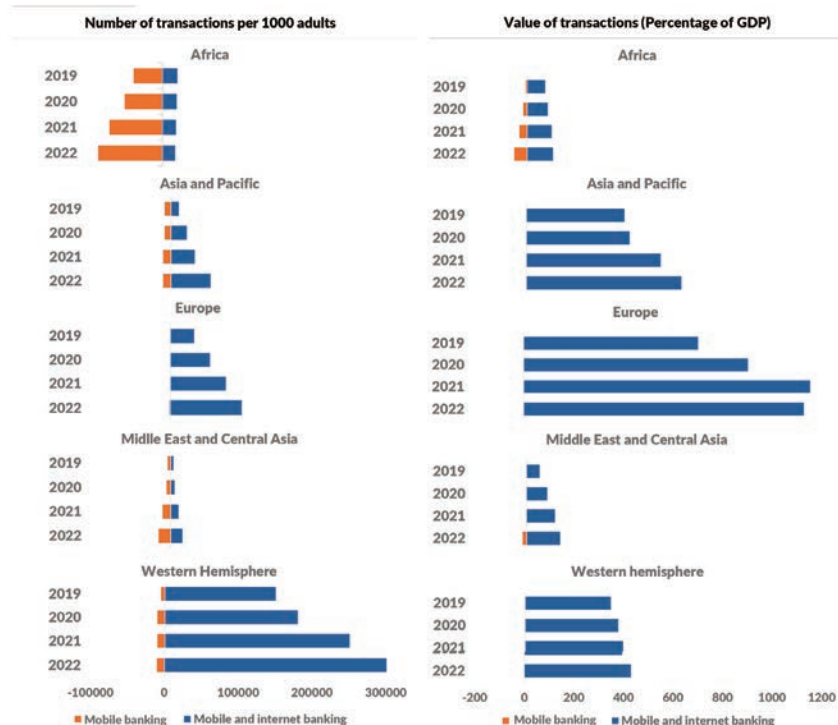 Number of transactions per 1000 adults
Africa
2019
2020
2021
2022
Asia and Pacific
2019
2020
2021
2022
Europe
2019
2020
2021
2022
Midlle East and Central Asia
2019
2020
2021
2022
Western Hemisphere
2019
2020
2021
2022
-100000 0 100000 200000 300000
Mobile banking Mobile and internet banking
Value of transactions (Percentage of GDP)
Africa
2019
2020
2021
2022
Asia and Pacific
2019
2020
2021
2022
Europe
2019
2020
2021
2022
Middle East and Central Asia
2019
2020
2021
2022
Western hemisphere
2019
2020
2021
2022
-200 0 200 400 600 800 1000 1200
Mobile banking Mobile and internet banking